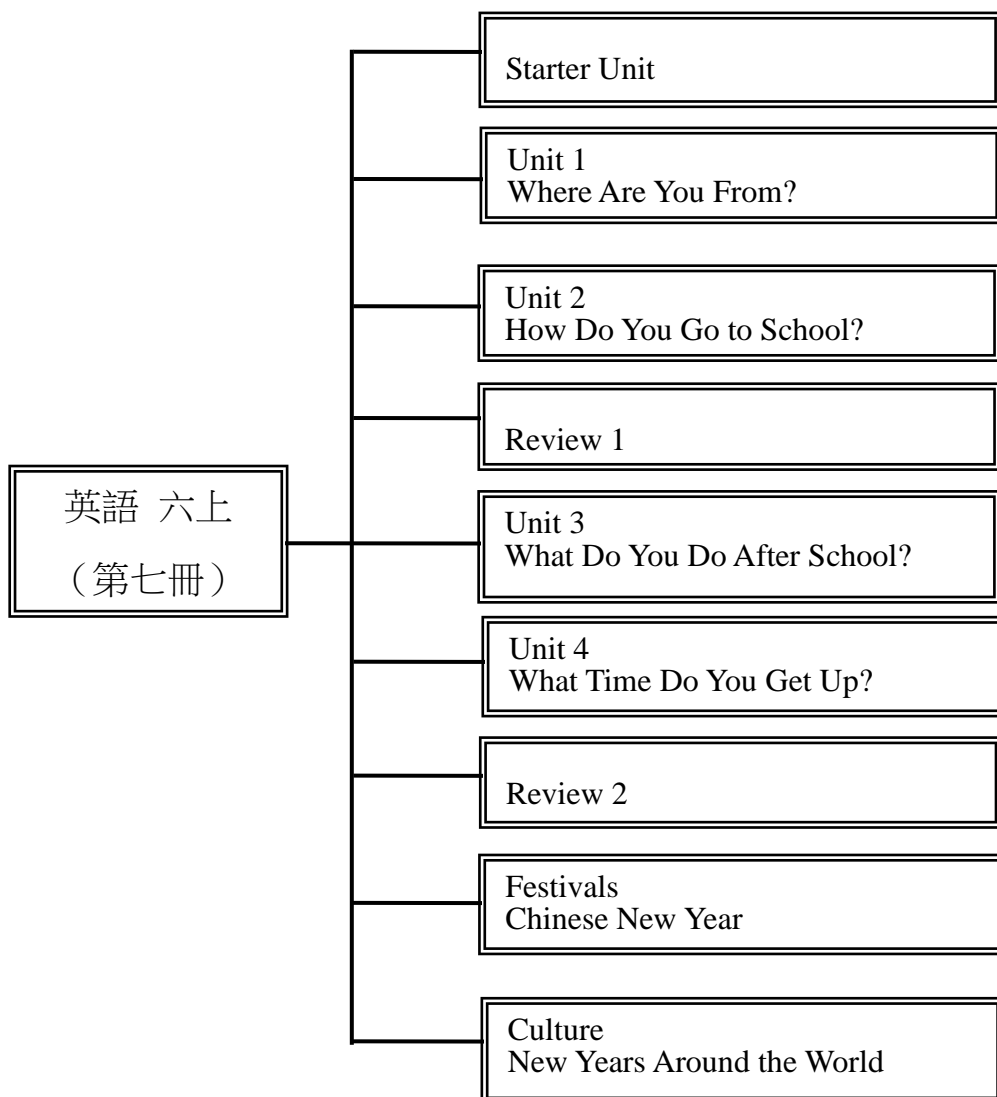 Starter Unit
Unit 1
Where Are You From?
Unit 2
How Do You Go to School?
Review 1
英語 六上
（第七冊）
Unit 3
What Do You Do After School?
Unit 4
What Time Do You Get Up?
Review 2
Festivals
Chinese New Year
Culture
New Years Around the World